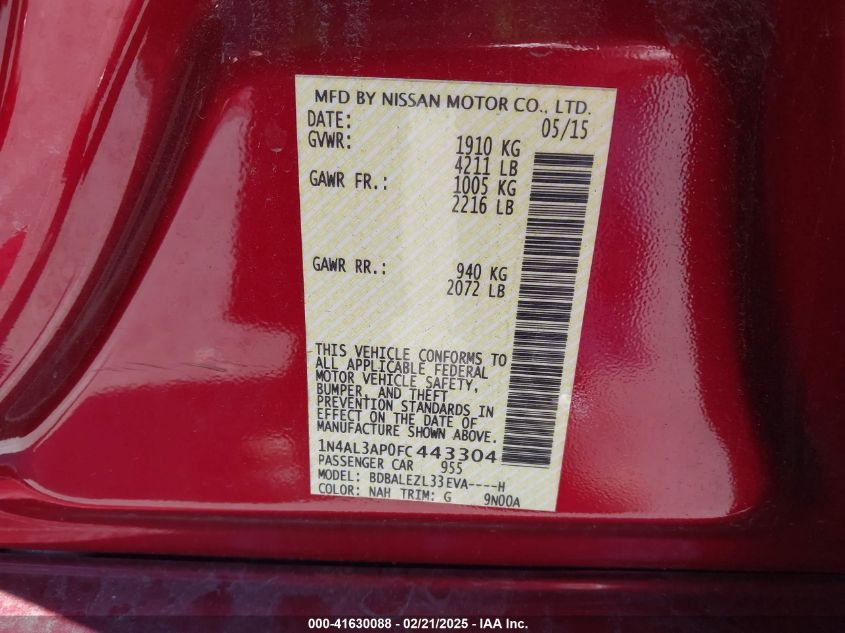 MFD BY NISSAN MOTOR CO., LTD.
DATE: 05/15
GVWR: 1910 KG
4211 LB
GAWR FR.: 1005 KG
2216 LB
GAWR RR.: 940 KG
2072 LB
THIS VEHICLE CONFORMS TO
ALL APPLICABLE FEDERAL
MOTOR VEHICLE SAFETY,
BUMPER, AND THEFT
PREVENTION STANDARDS IN
EFFECT ON THE DATE OF
MANUFACTURE SHOWN ABOVE.
1N4AL3AP0FC443304
PASSENGER CAR 955
MODEL: BDBALEZL33EVA----H
COLOR: NAH TRIM: G 9N00A
000-41630088 - 02/21/2025 - IAA Inc.